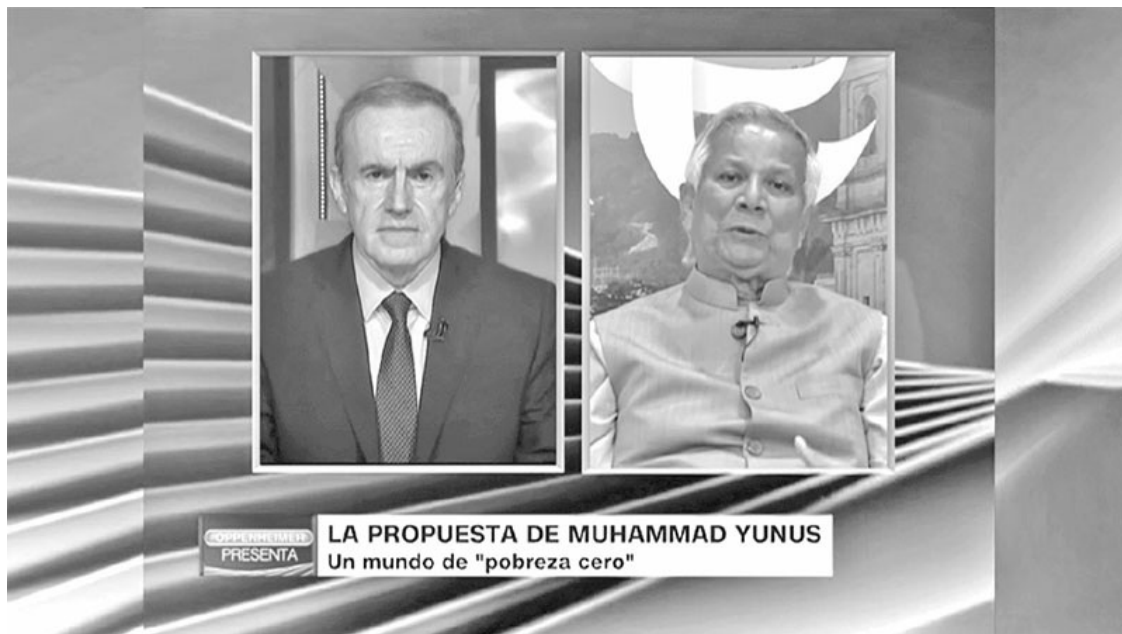 OPPENHEIMER
PRESENTA
LA PROPUESTA DE MUHAMMAD YUNUS
Un mundo de "pobreza cero"